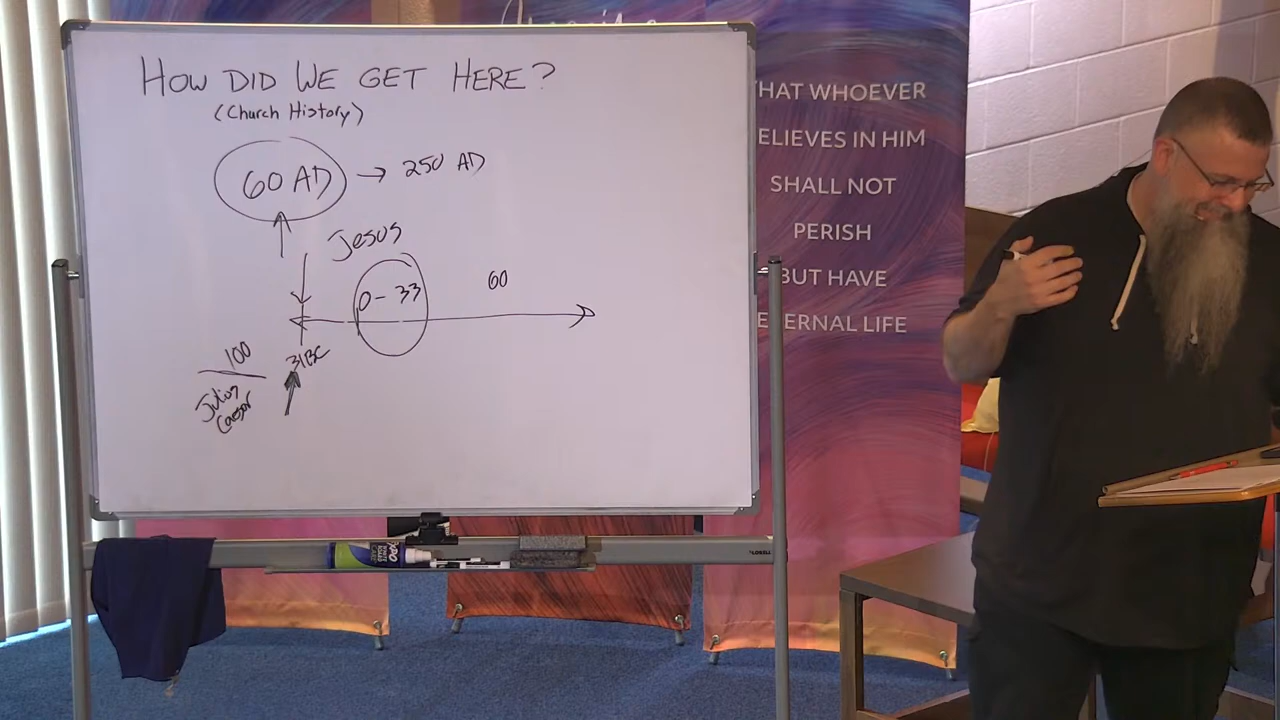 HOW DID WE GET HERE?
(Church History)
60 AD → 250 AD
Jesus
0-33
60
31BC
100
Julius
Caesar
HAT WHOEVER
ELIEVES IN HIM
SHALL NOT
PERISH
BUT HAVE
ETERNAL LIFE
EXPO